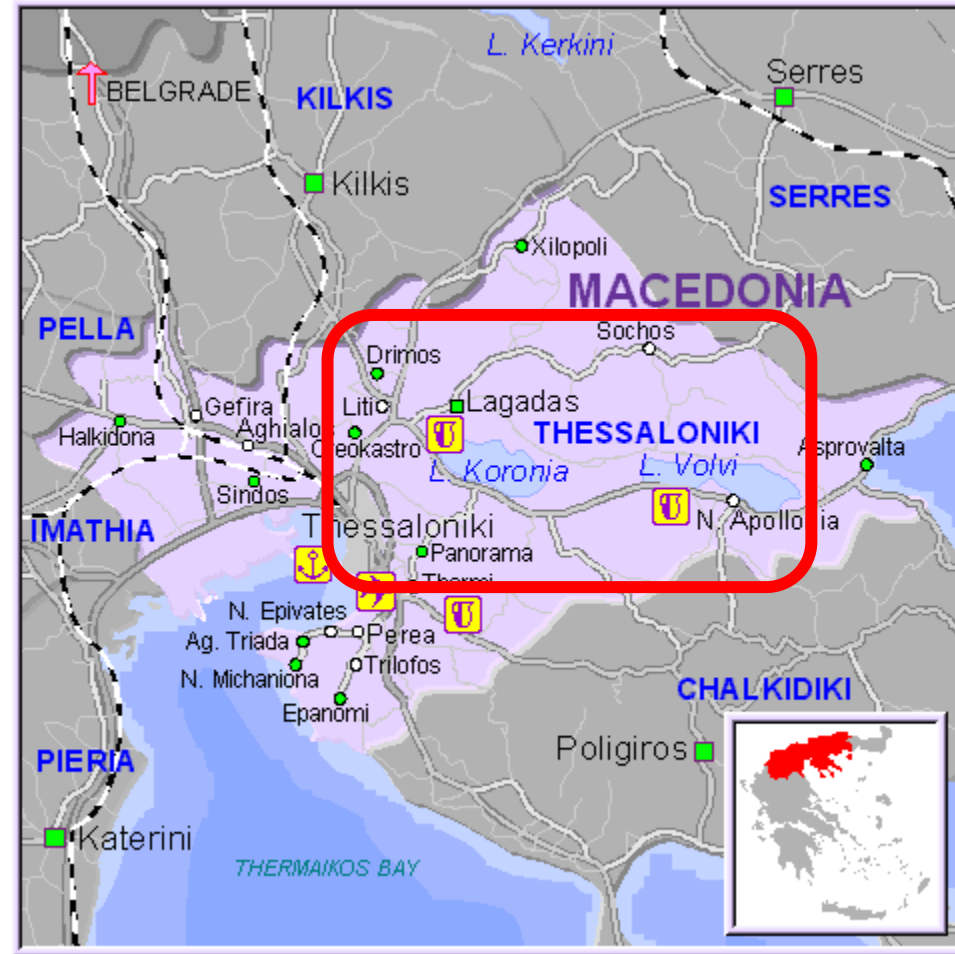 L. Kerkini
Serres
BELGRADE
KILKIS
Kilkis
SERRES
Xilopoli
MACEDONIA
PELLA
Sochos
Drimos
Liti
Lagadas
Gefira
Halkidona
Aghialos
Oreokastro
THESSALONIKI
Asprovalta
L. Koronia
L. Volvi
Sindos
IMATHIA
Thessaloniki
N. Apollonia
Panorama
Thermi
N. Epivates
Ag. Triada
Perea
N. Michaniona
Trilofos
Epanomi
CHALKIDIKI
Poligiros
PIERIA
Katerini
THERMAIKOS BAY